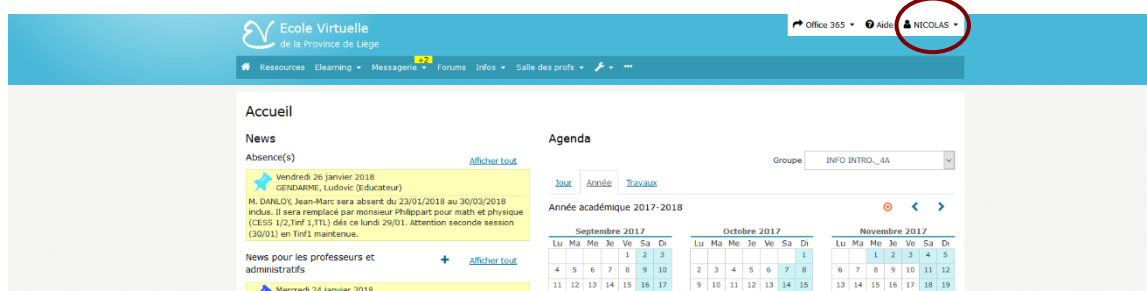 Ecole Virtuelle
de la Province de Liège
Office 365 Aide NICOLAS
Ressources Elearning Messagerie +2 Forums Infos Salle des profs
Accueil
News
Absence(s) Afficher tout
Vendredi 26 janvier 2018
GENDARME, Ludovic (Educateur)
M. DANLOY, Jean-Marc sera absent du 23/01/2018 au 30/03/2018
indus. Il sera remplacé par monsieur Philippart pour math et physique
(CESS 1/2,Tinf 1,TTL) dés ce lundi 29/01. Attention seconde session
(30/01) en Tinf1 maintenue.
News pour les professeurs et
administratifs
+ Afficher tout
Mercredi 24 janvier 2018
Agenda
Groupe INFO INTRO._4A
Jour Année Travaux
Année académique 2017-2018
Septembre 2017
Lu Ma Me Je Ve Sa Di
1 2 3
4 5 6 7 8 9 10
11 12 13 14 15 16 17
Octobre 2017
Lu Ma Me Je Ve Sa Di
1
2 3 4 5 6 7 8
9 10 11 12 13 14 15
Novembre 2017
Lu Ma Me Je Ve Sa Di
1 2 3 4 5
6 7 8 9 10 11 12
13 14 15 16 17 18 19